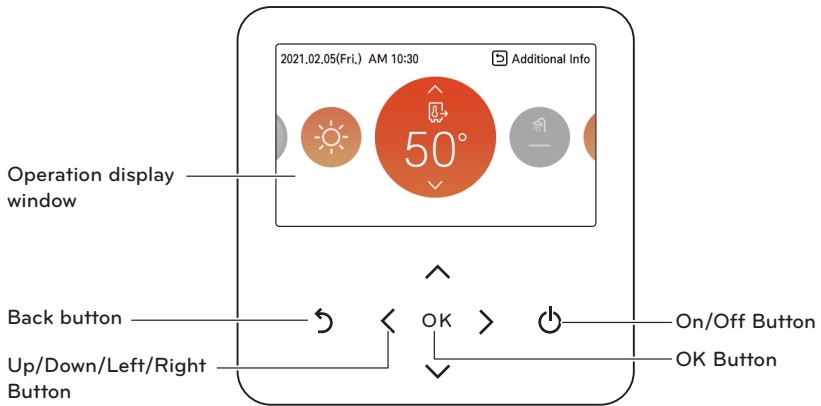 2021.02.05(Fri.) AM 10:30
Additional Info
50°
Operation display
window
Back button
OK
On/Off Button
Up/Down/Left/Right
Button
OK Button